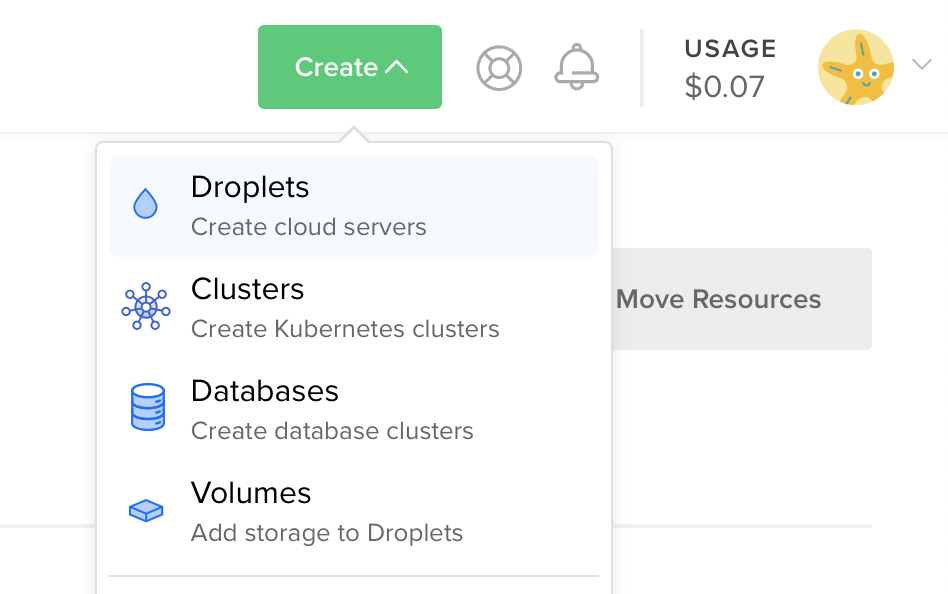 Create
USAGE
$0.07
Droplets
Create cloud servers
Clusters
Create Kubernetes clusters
Move Resources
Databases
Create database clusters
Volumes
Add storage to Droplets